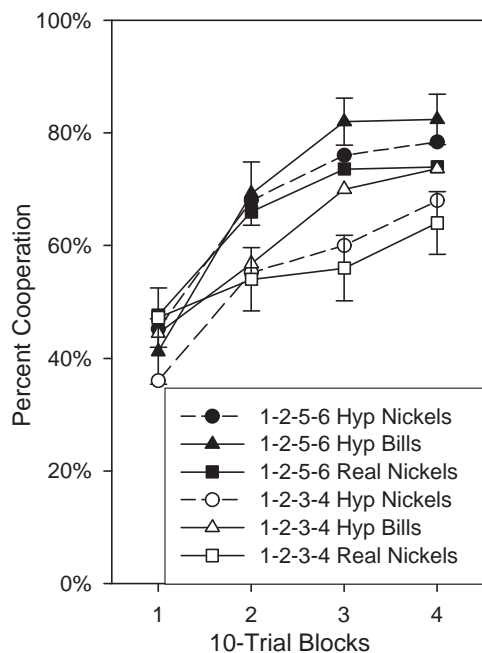 100%
80%
60%
40%
20%
0%
Percent Cooperation
1-2-5-6 Hyp Nickels
1-2-5-6 Hyp Bills
1-2-5-6 Real Nickels
1-2-3-4 Hyp Nickels
1-2-3-4 Hyp Bills
1-2-3-4 Real Nickels
1 2 3 4
10-Trial Blocks